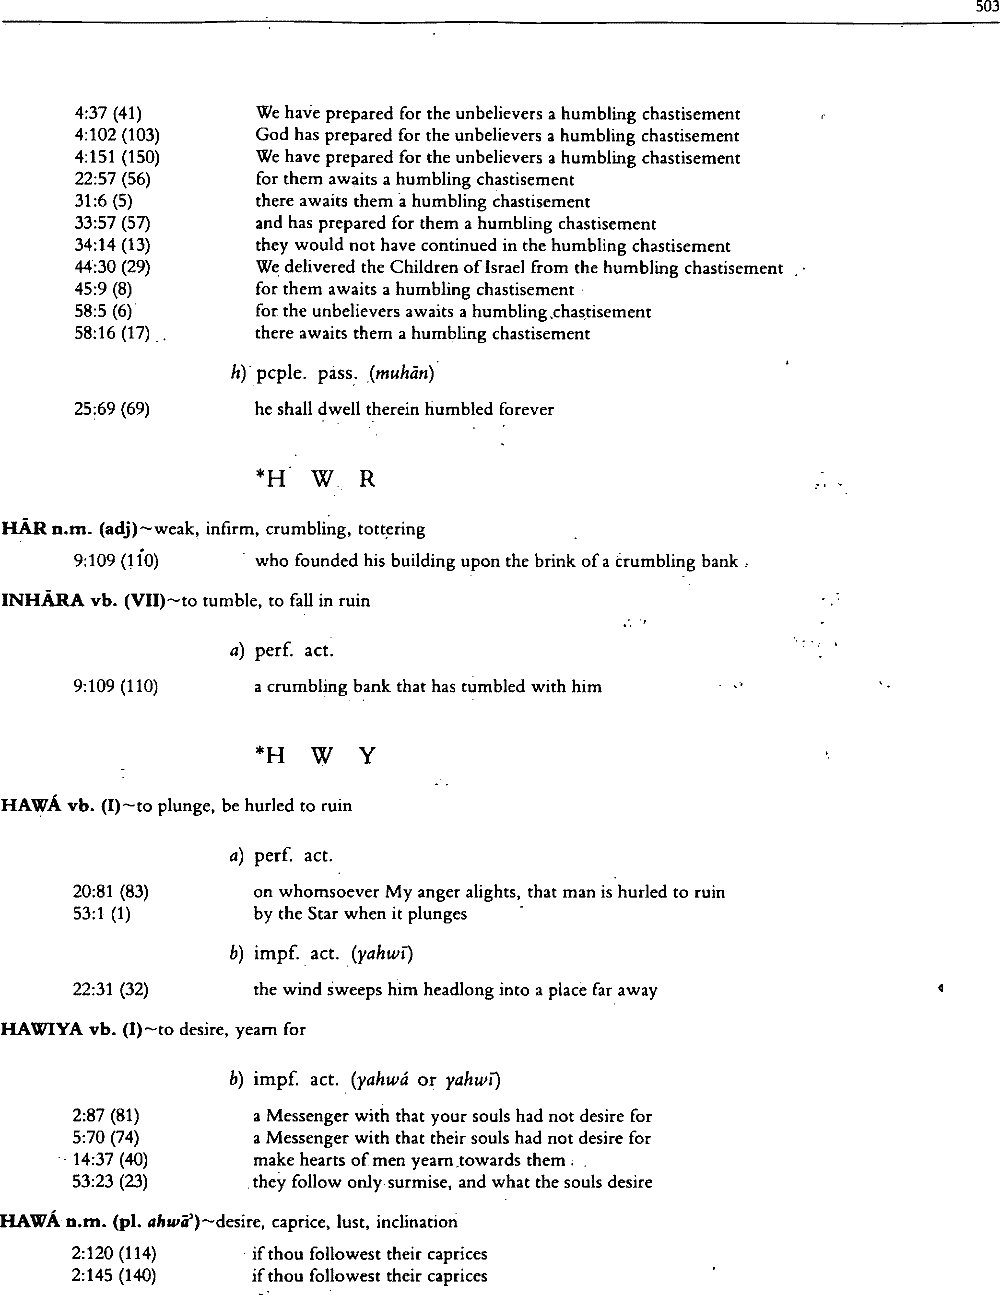 503
4:37 (41) We have prepared for the unbelievers a humbling chastisement
4:102 (103) God has prepared for the unbelievers a humbling chastisement
4:151 (150) We have prepared for the unbelievers a humbling chastisement
22:57 (56) for them awaits a humbling chastisement
31:6 (5) there awaits them a humbling chastisement
33:57 (57) and has prepared for them a humbling chastisement
34:14 (13) they would not have continued in the humbling chastisement
44:30 (29) We delivered the Children of Israel from the humbling chastisement
45:9 (8) for them awaits a humbling chastisement
58:5 (6) for the unbelievers awaits a humbling chastisement
58:16 (17) there awaits them a humbling chastisement
h) pcple. pass. (muhān)
25:69 (69) he shall dwell therein humbled forever
*H W R
HĀR n.m. (adj)~weak, infirm, crumbling, tottering
9:109 (110) who founded his building upon the brink of a crumbling bank
INHĀRA vb. (VII)~to tumble, to fall in ruin
a) perf. act.
9:109 (110) a crumbling bank that has tumbled with him
*H W Y
HAWÁ vb. (I)~to plunge, be hurled to ruin
a) perf. act.
20:81 (83) on whomsoever My anger alights, that man is hurled to ruin
53:1 (1) by the Star when it plunges
b) impf. act. (yahwī)
22:31 (32) the wind sweeps him headlong into a place far away
HAWIYA vb. (I)~to desire, yearn for
b) impf. act. (yahwá or yahwī)
2:87 (81) a Messenger with that your souls had not desire for
5:70 (74) a Messenger with that their souls had not desire for
14:37 (40) make hearts of men yearn towards them
53:23 (23) they follow only surmise, and what the souls desire
HAWÁ n.m. (pl. ahwāʾ)~desire, caprice, lust, inclination
2:120 (114) if thou followest their caprices
2:145 (140) if thou followest their caprices